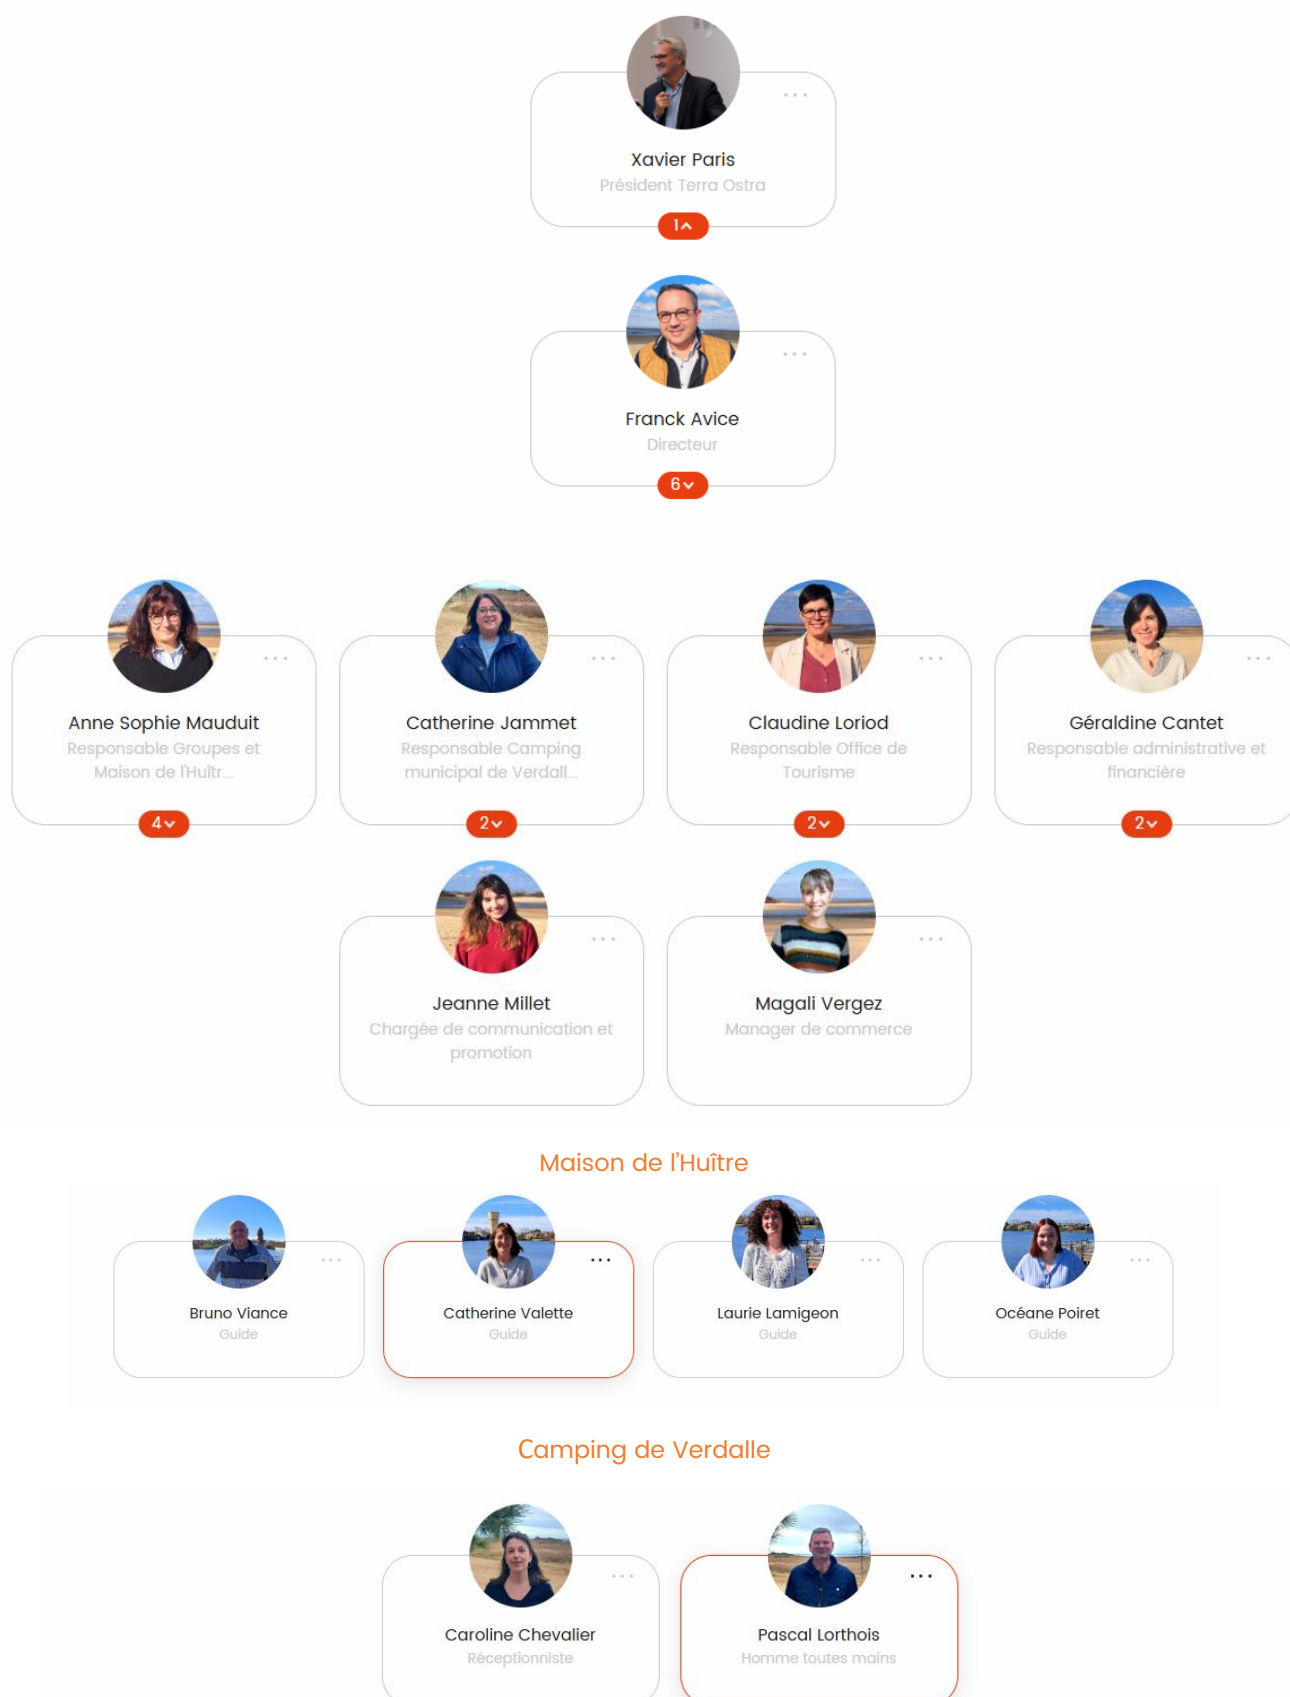 Xavier Paris
Président Terra Ostra
1
Franck Avice
Directeur
6
Anne Sophie Mauduit
Responsable Groupes et
Maison de l'Huîtr...
4
Catherine Jammet
Responsable Camping
municipal de Verdall...
2
Claudine Loriod
Responsable Office de
Tourisme
2
Géraldine Cantet
Responsable administrative et
financière
2
Jeanne Millet
Chargée de communication et
promotion
Magali Vergez
Manager de commerce
Maison de l'Huître
Bruno Viance
Guide
Catherine Valette
Guide
Laurie Lamigeon
Guide
Océane Poiret
Guide
Camping de Verdalle
Caroline Chevalier
Réceptionniste
Pascal Lorthois
Homme toutes mains